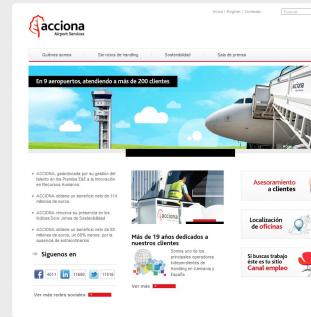 Inicio | English | Contacto
Buscar
acciona
Airport Services
Quiénes somos
Servicios de handling
Sostenibilidad
Sala de prensa
En 9 aeropuertos, atendiendo a más de 200 clientes
acciona
ACCIONA, galardonada por su gestión del
talento en los Premios E&E a la Innovación
en Recursos Humanos
ACCIONA obtiene un beneficio neto de 114
millones de euros
ACCIONA renueva su presencia en los
Índices Dow Jones de Sostenibilidad
ACCIONA obtiene un beneficio neto de 80
millones de euros, un 60% menos, por la
ausencia de extraordinarios
acciona
Más de 19 años dedicados a
nuestros clientes
Somos uno de los
principales operadores
independientes de
Handling en Alemania y
España
Ver más
Síguenos en
4011
11686
11816
Ver más redes sociales
Asesoramiento
a clientes
Localización
de oficinas
Si buscas trabajo
éste es tu sitio
Canal empleo